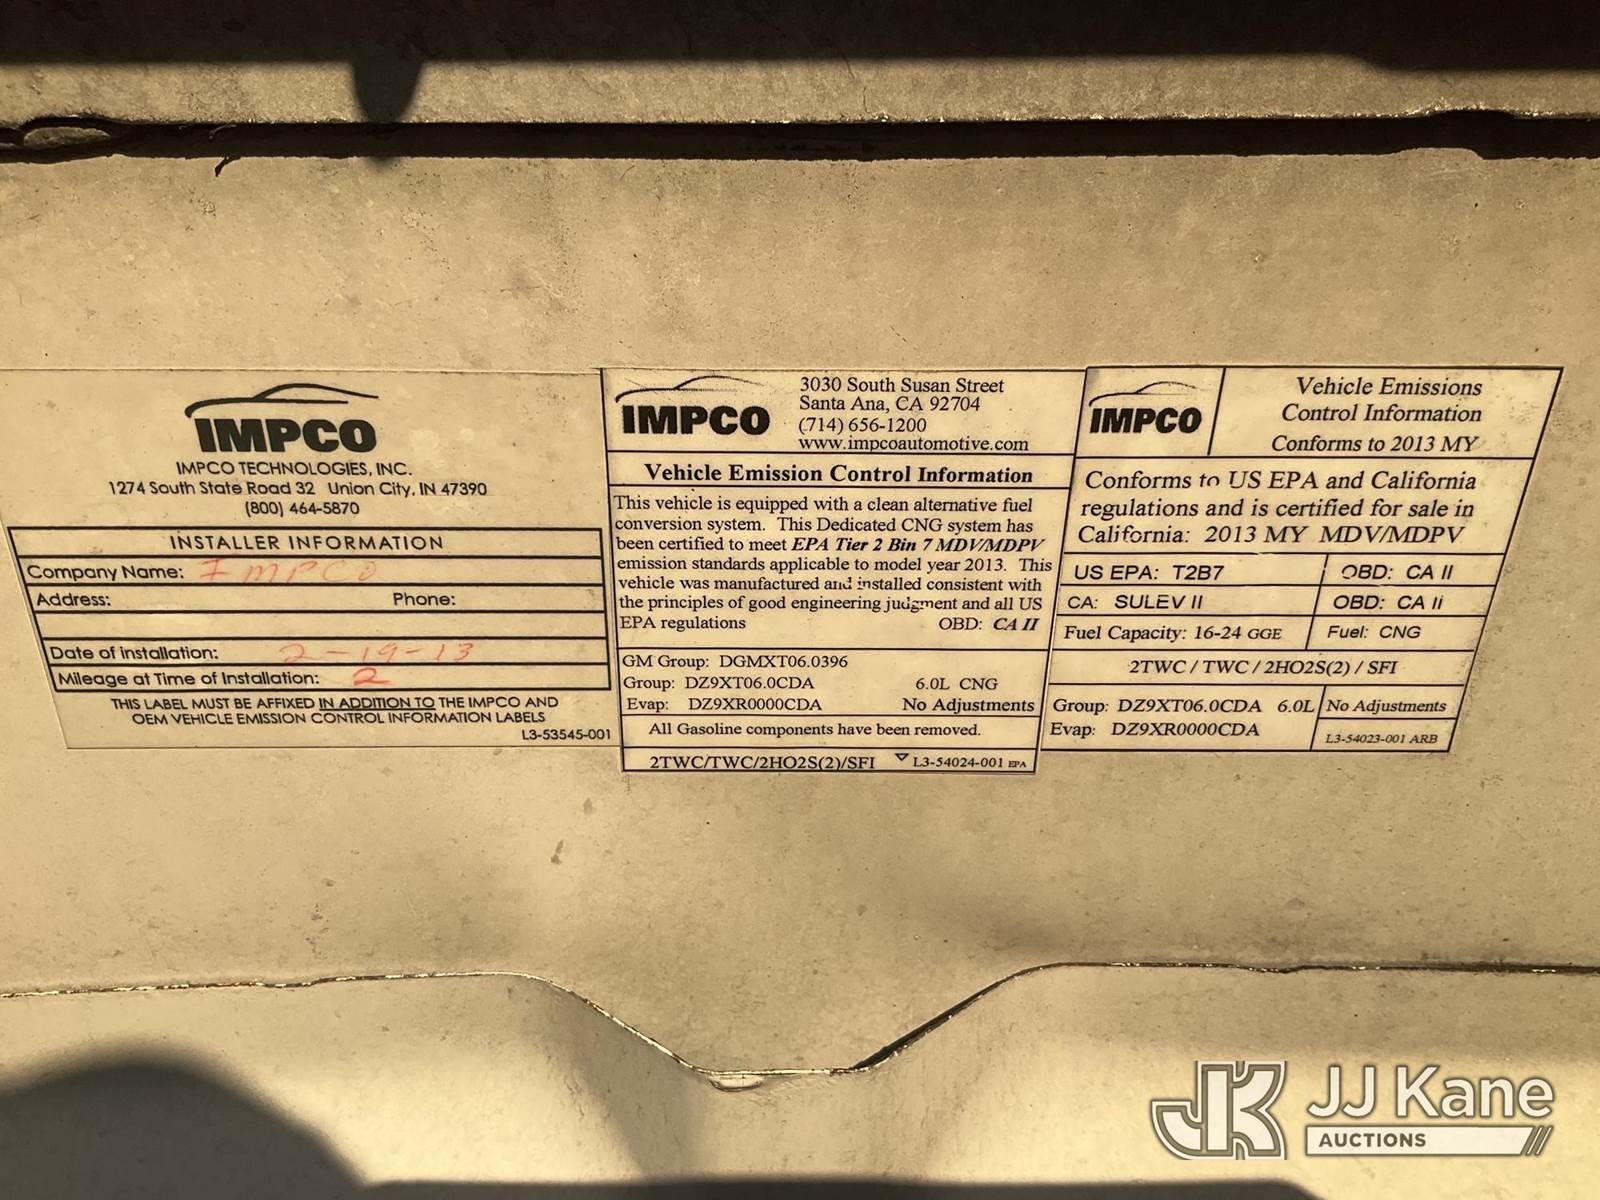 IMPCO
IMPCO TECHNOLOGIES, INC.
1274 South State Road 32 Union City, IN 47390
(800) 464-5870
INSTALLER INFORMATION
Company Name: IMPCO
Address: Phone:
Date of installation: 2-19-13
Mileage at Time of Installation: 2
THIS LABEL MUST BE AFFIXED IN ADDITION TO THE IMPCO AND
OEM VEHICLE EMISSION CONTROL INFORMATION LABELS
L3-53545-001
IMPCO
3030 South Susan Street
Santa Ana, CA 92704
(714) 656-1200
www.impcoautomotive.com
Vehicle Emission Control Information
This vehicle is equipped with a clean alternative fuel
conversion system. This Dedicated CNG system has
been certified to meet EPA Tier 2 Bin 7 MDV/MDPV
emission standards applicable to model year 2013. This
vehicle was manufactured and installed consistent with
the principles of good engineering judgment and all US
EPA regulations OBD: CA II
GM Group: DGMXT06.0396
Group: DZ9XT06.0CDA 6.0L CNG
Evap: DZ9XR0000CDA No Adjustments
All Gasoline components have been removed.
2TWC/TWC/2HO2S(2)/SFI L3-54024-001 EPA
IMPCO
Vehicle Emissions
Control Information
Conforms to 2013 MY
Conforms to US EPA and California
regulations and is certified for sale in
California: 2013 MY MDV/MDPV
US EPA: T2B7 OBD: CA II
CA: SULEV II OBD: CA II
Fuel Capacity: 16-24 GGE Fuel: CNG
2TWC / TWC / 2HO2S(2) / SFI
Group: DZ9XT06.0CDA 6.0L No Adjustments
Evap: DZ9XR0000CDA L3-54023-001 ARB
JK JJ Kane
AUCTIONS